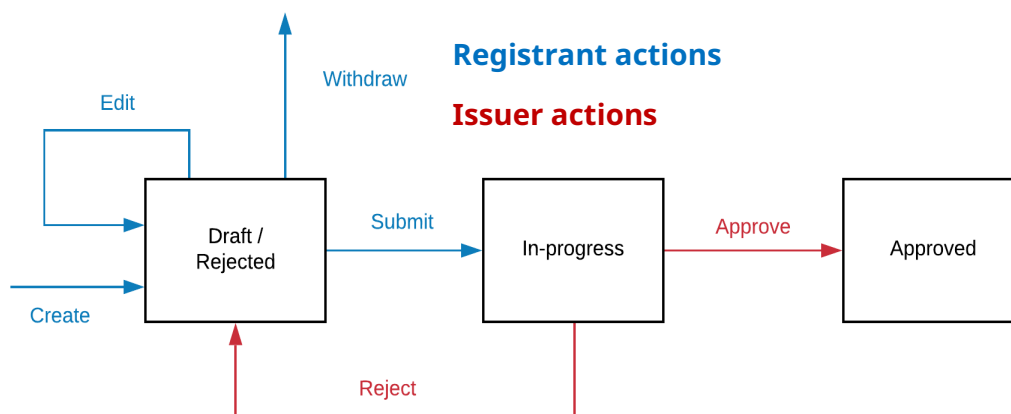 Registrant actions
Withdraw
Edit
Issuer actions
Draft /
Rejected
Submit
In-progress
Approve
Approved
Create
Reject